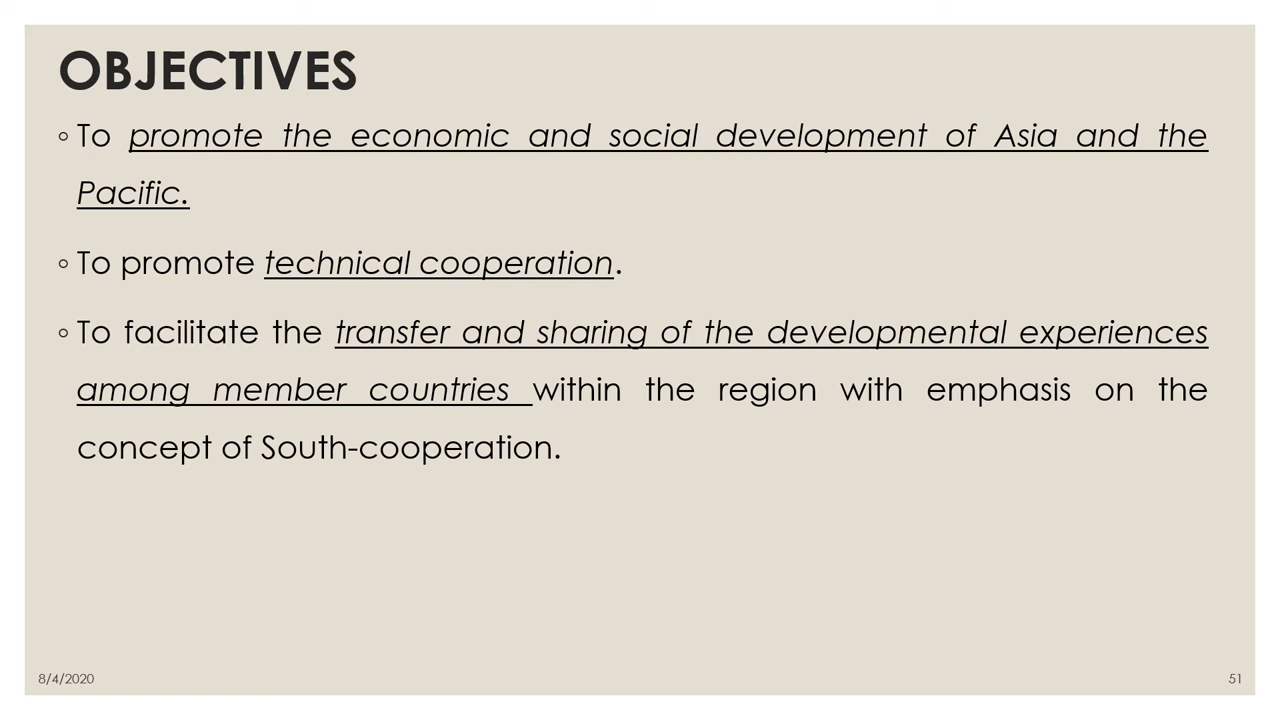 OBJECTIVES
◦ To promote the economic and social development of Asia and the
Pacific.
◦ To promote technical cooperation.
◦ To facilitate the transfer and sharing of the developmental experiences
among member countries within the region with emphasis on the
concept of South-cooperation.
8/4/2020
51